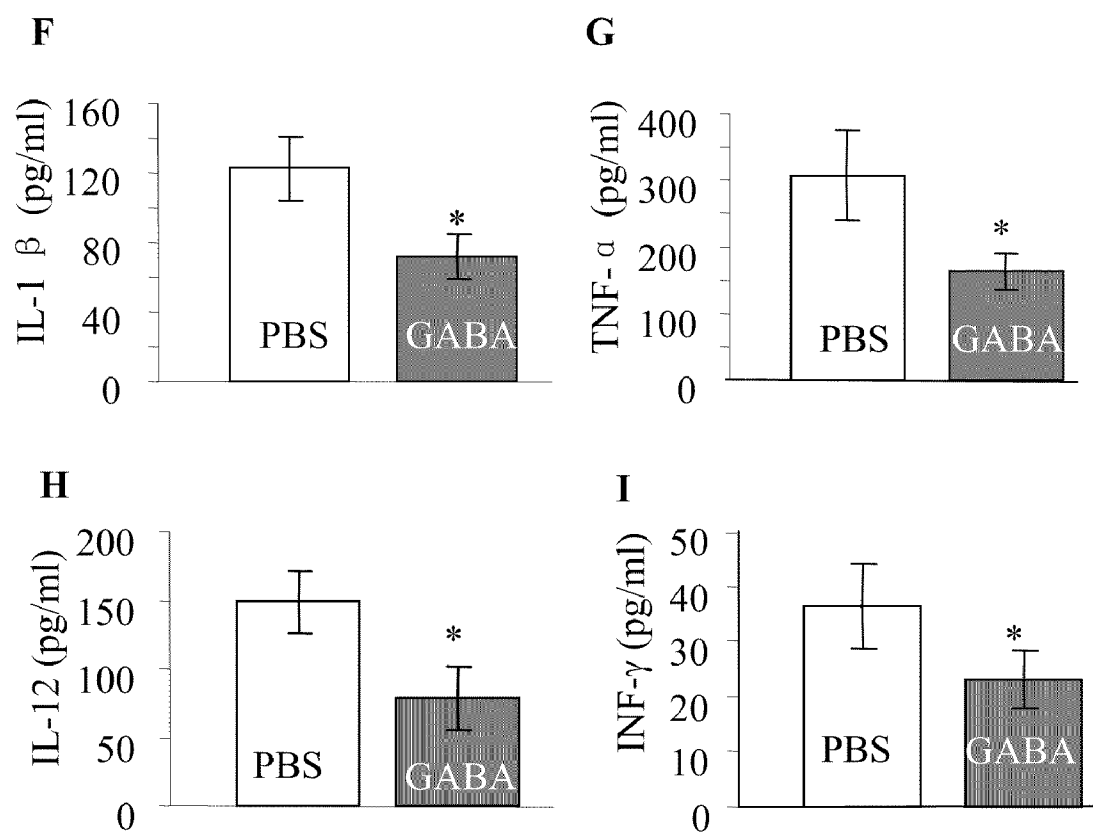 F
IL-1 β (pg/ml)
160
120
80
40
0
PBS
*
GABA
G
TNF-α (pg/ml)
400
300
200
100
0
PBS
*
GABA
H
IL-12 (pg/ml)
200
150
100
50
0
PBS
*
GABA
I
INF-γ (pg/ml)
50
40
30
20
10
0
PBS
*
GABA